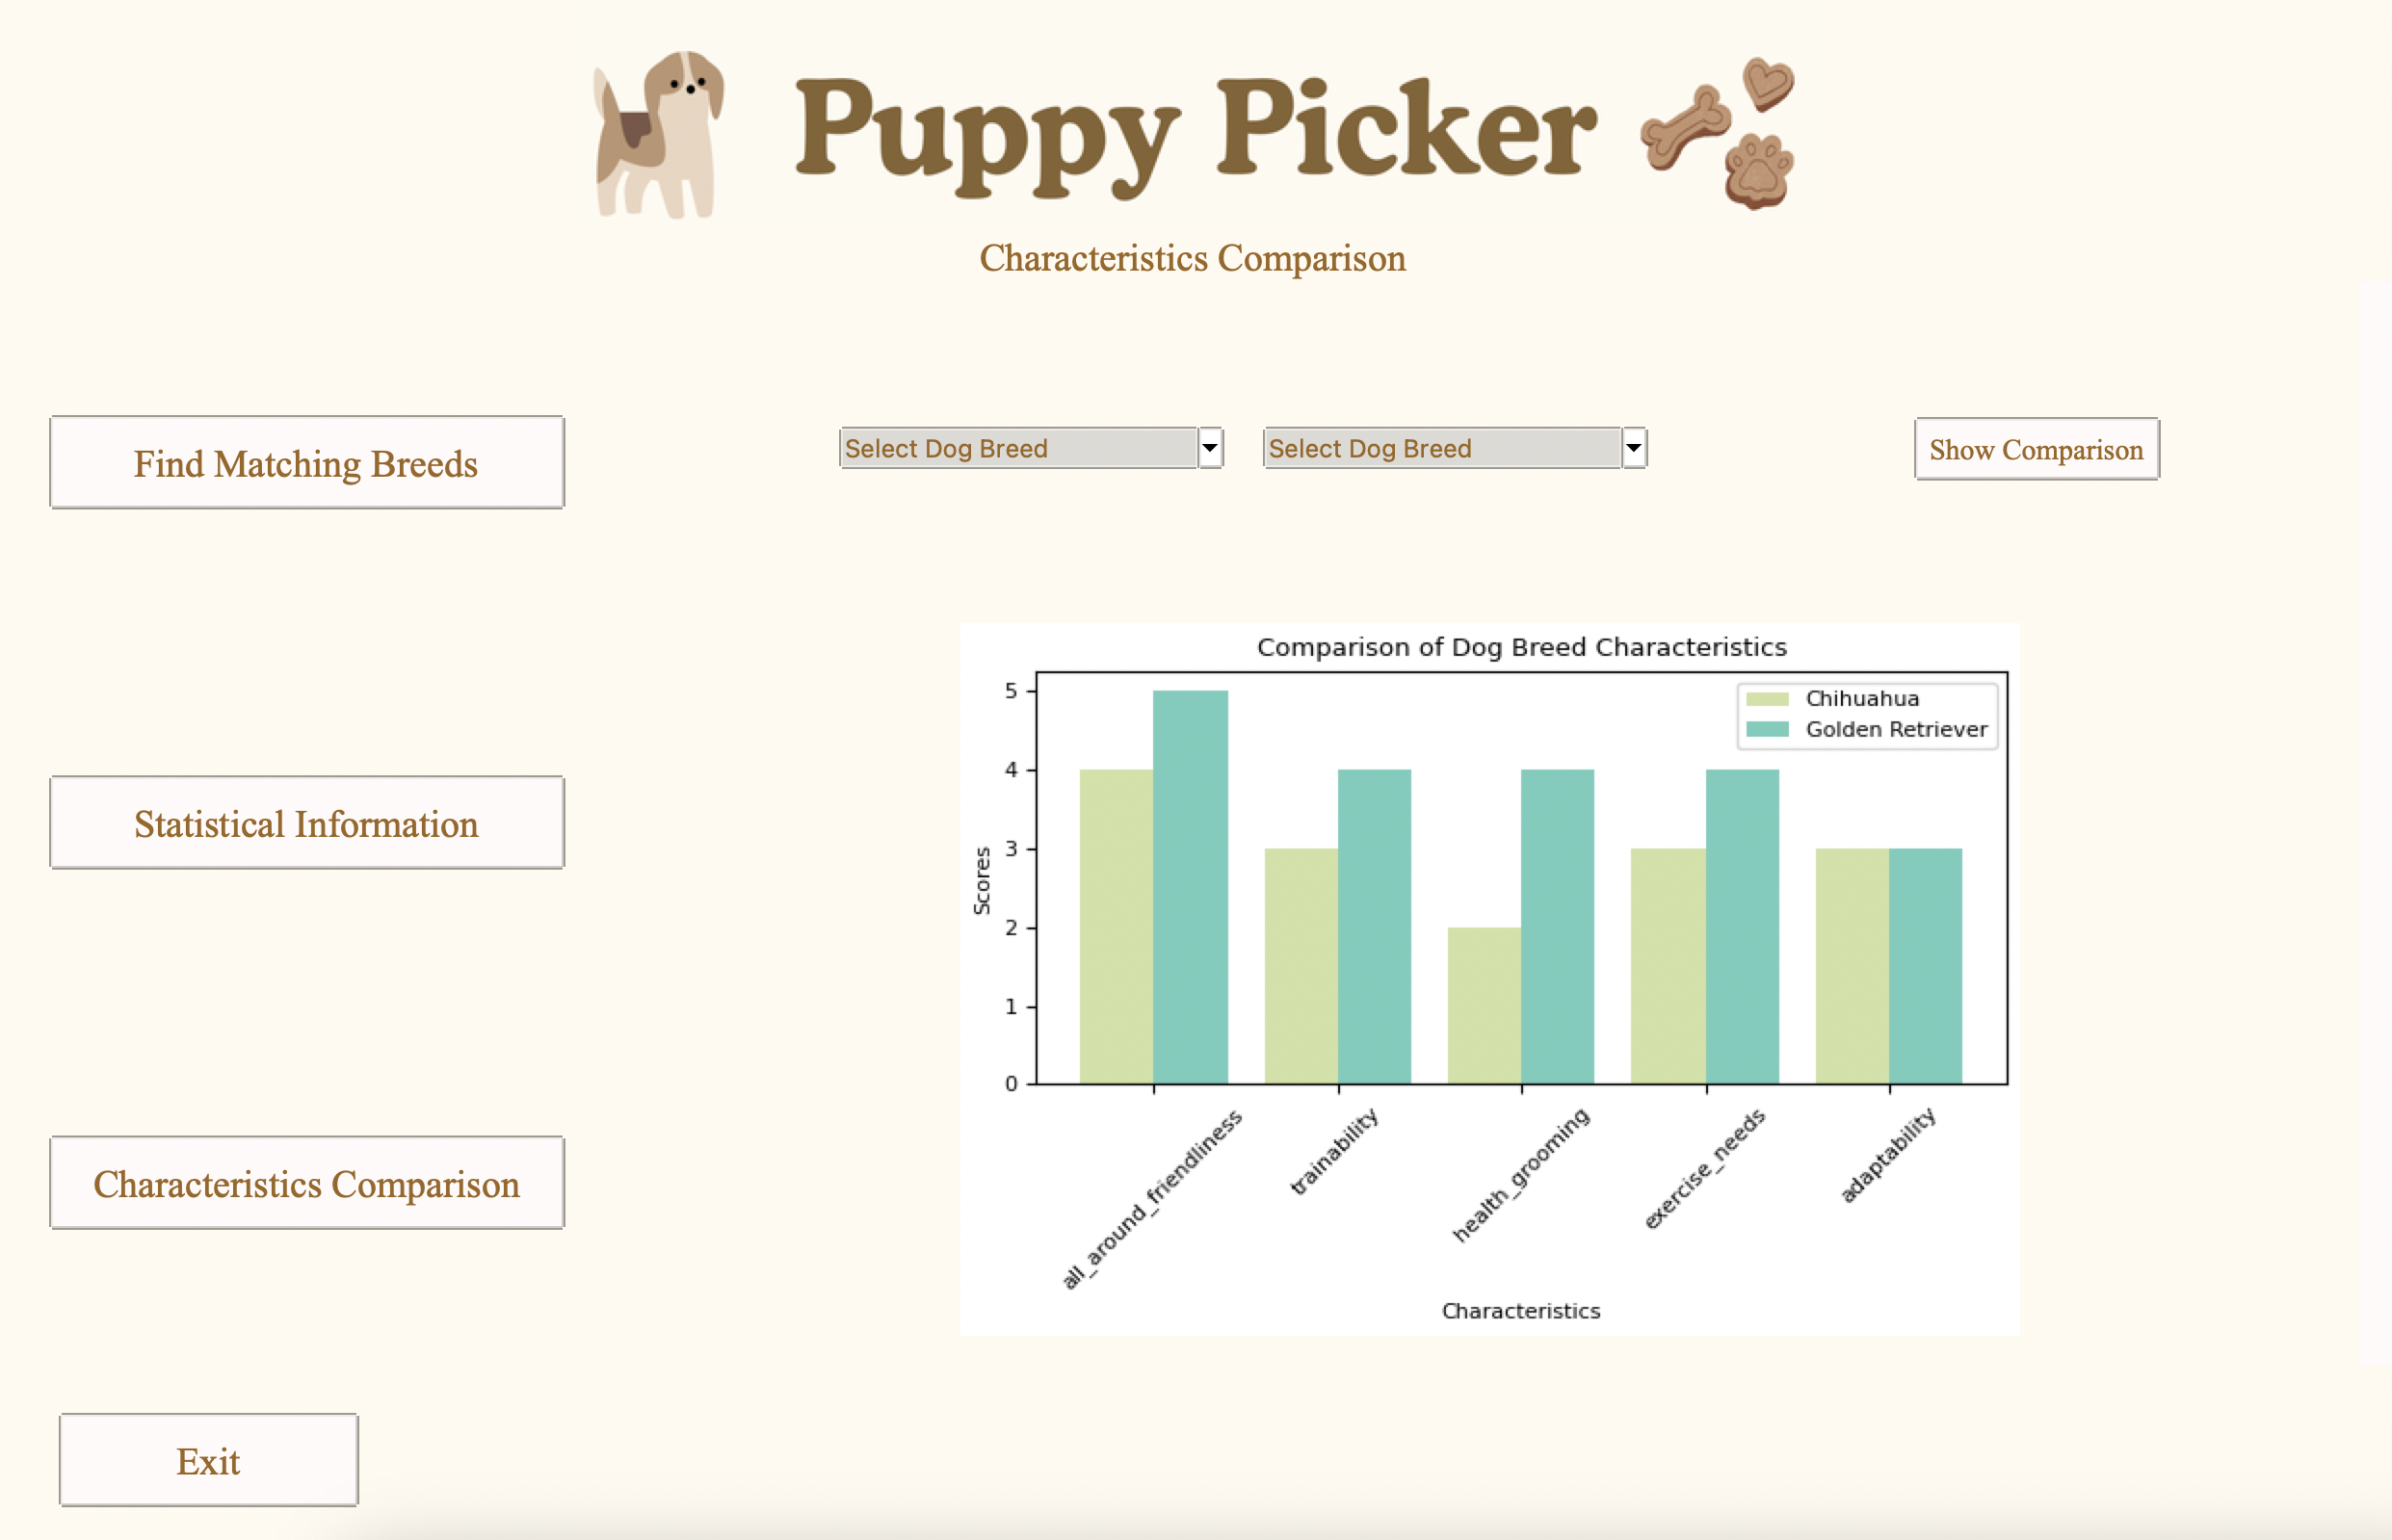 Puppy Picker
Characteristics Comparison
Find Matching Breeds
Select Dog Breed
Select Dog Breed
Show Comparison
Statistical Information
Characteristics Comparison
Exit
Comparison of Dog Breed Characteristics
Chihuahua
Golden Retriever
5
4
3
2
1
0
Scores
all_around_friendliness
trainability
health_grooming
exercise_needs
adaptability
Characteristics